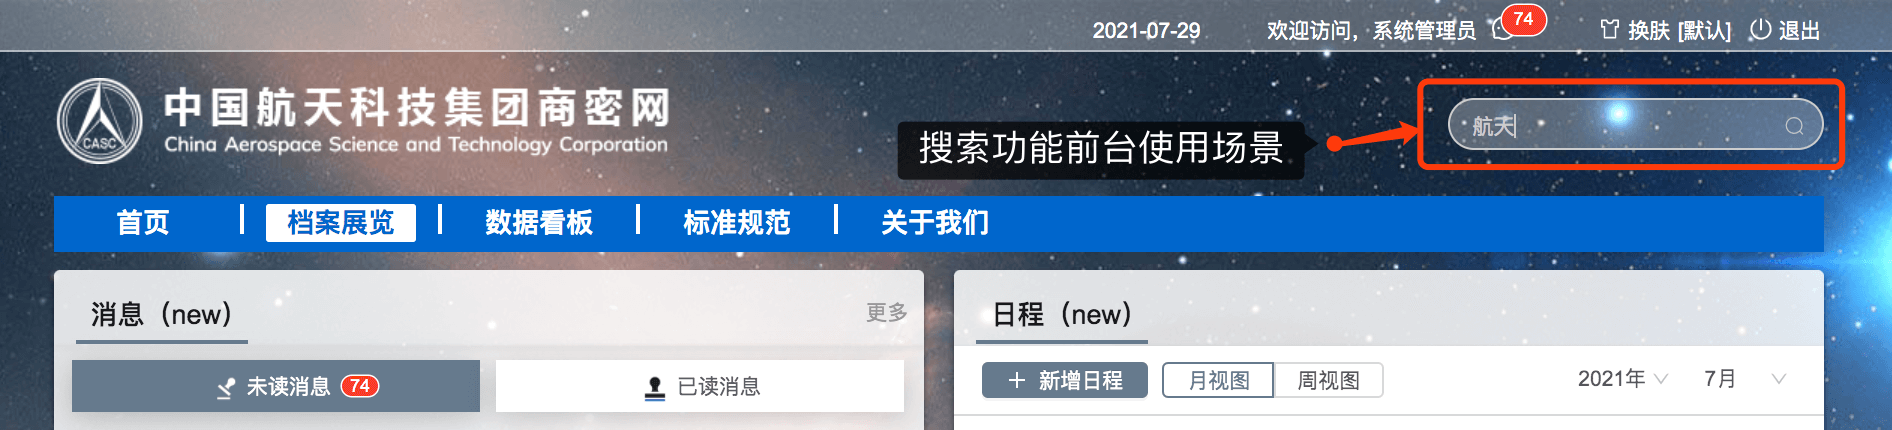 2021-07-29 欢迎访问，系统管理员 74 换肤 [默认] 退出
中国航天科技集团商密网
China Aerospace Science and Technology Corporation
CASC
搜索功能前台使用场景
航天
首页 档案展览 数据看板 标准规范 关于我们
消息（new） 更多
未读消息 74 已读消息
日程（new）
+ 新增日程 月视图 周视图 2021年 7月